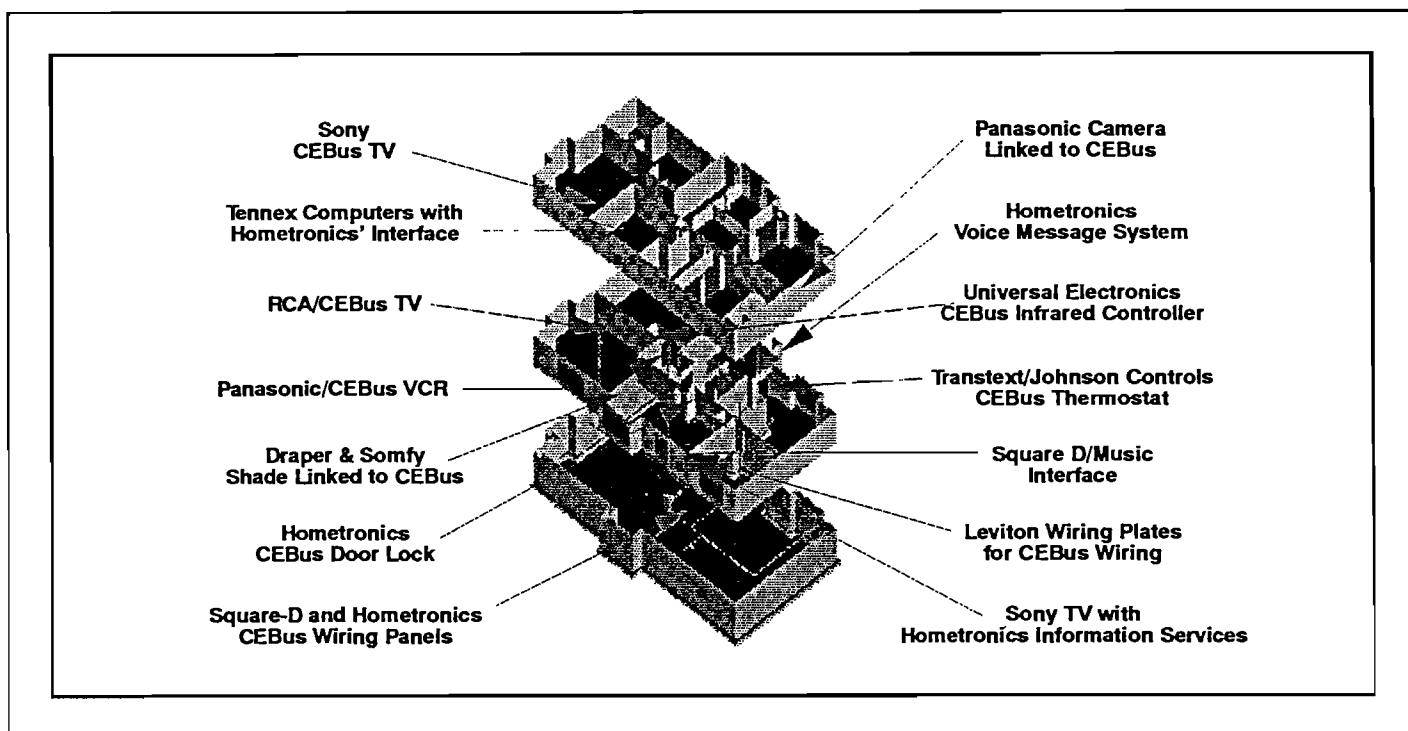 Sony
CEBus TV
Tennex Computers with
Hometronics' Interface
RCA/CEBus TV
Panasonic/CEBus VCR
Draper & Somfy
Shade Linked to CEBus
Hometronics
CEBus Door Lock
Square-D and Hometronics
CEBus Wiring Panels
Panasonic Camera
Linked to CEBus
Hometronics
Voice Message System
Universal Electronics
CEBus Infrared Controller
Transtext/Johnson Controls
CEBus Thermostat
Square D/Music
Interface
Leviton Wiring Plates
for CEBus Wiring
Sony TV with
Hometronics Information Services